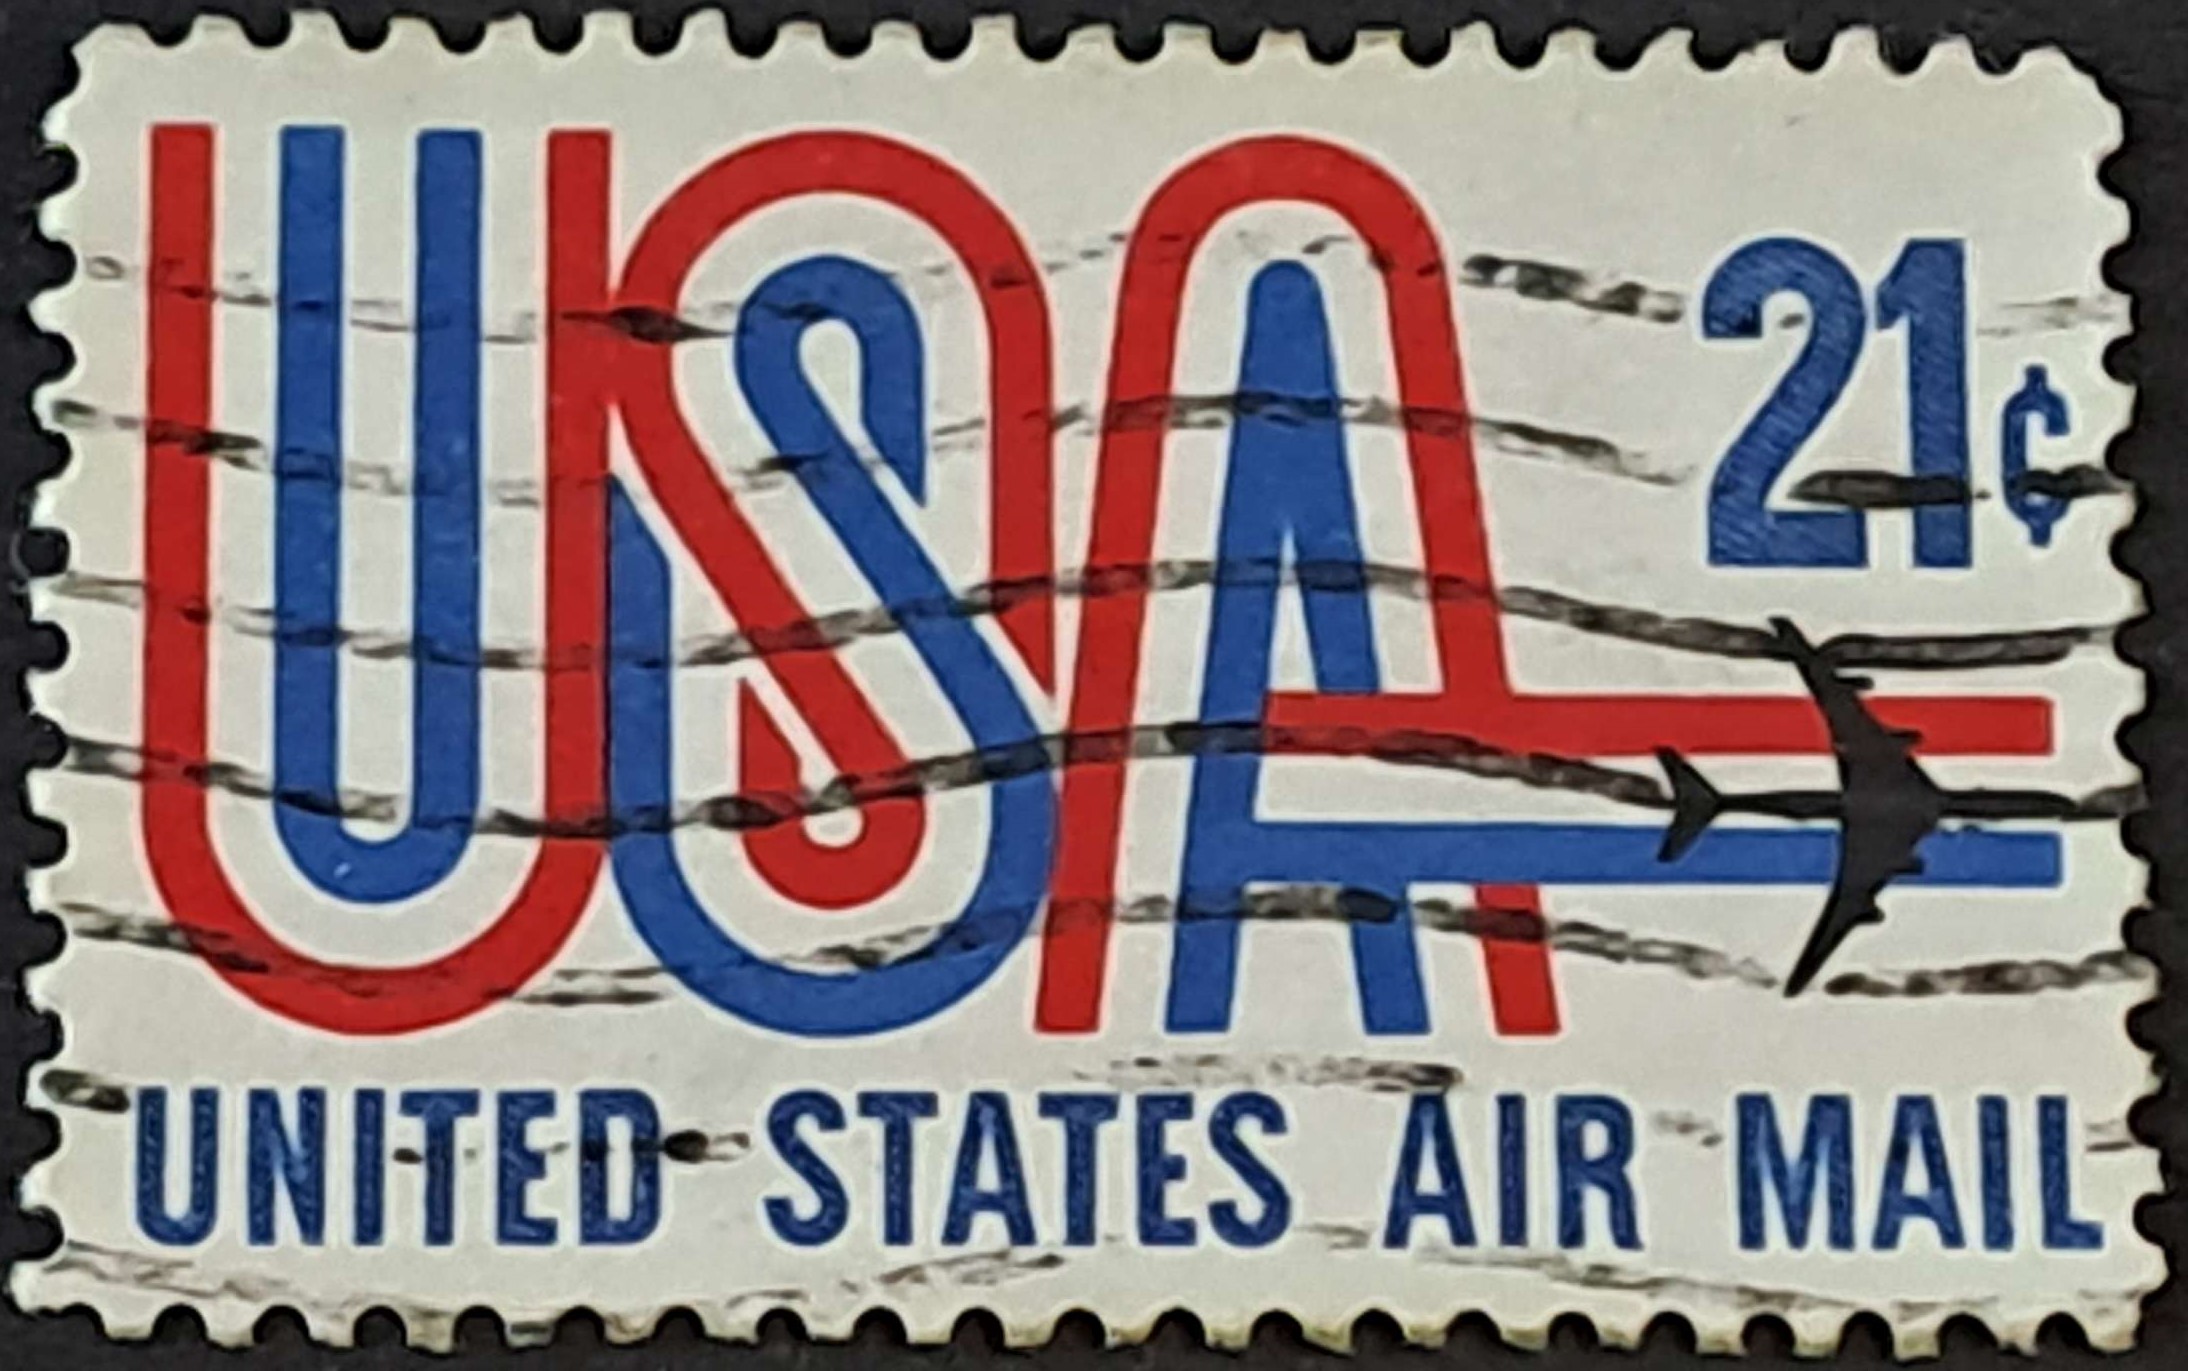 USA
21¢
UNITED STATES AIR MAIL